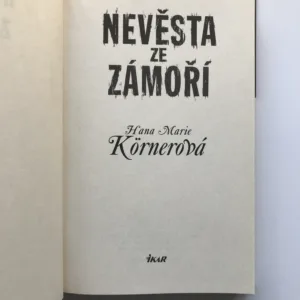 NEVĚSTA
ZE
ZÁMOŘÍ
Hana Marie
Körnerová
IKAR